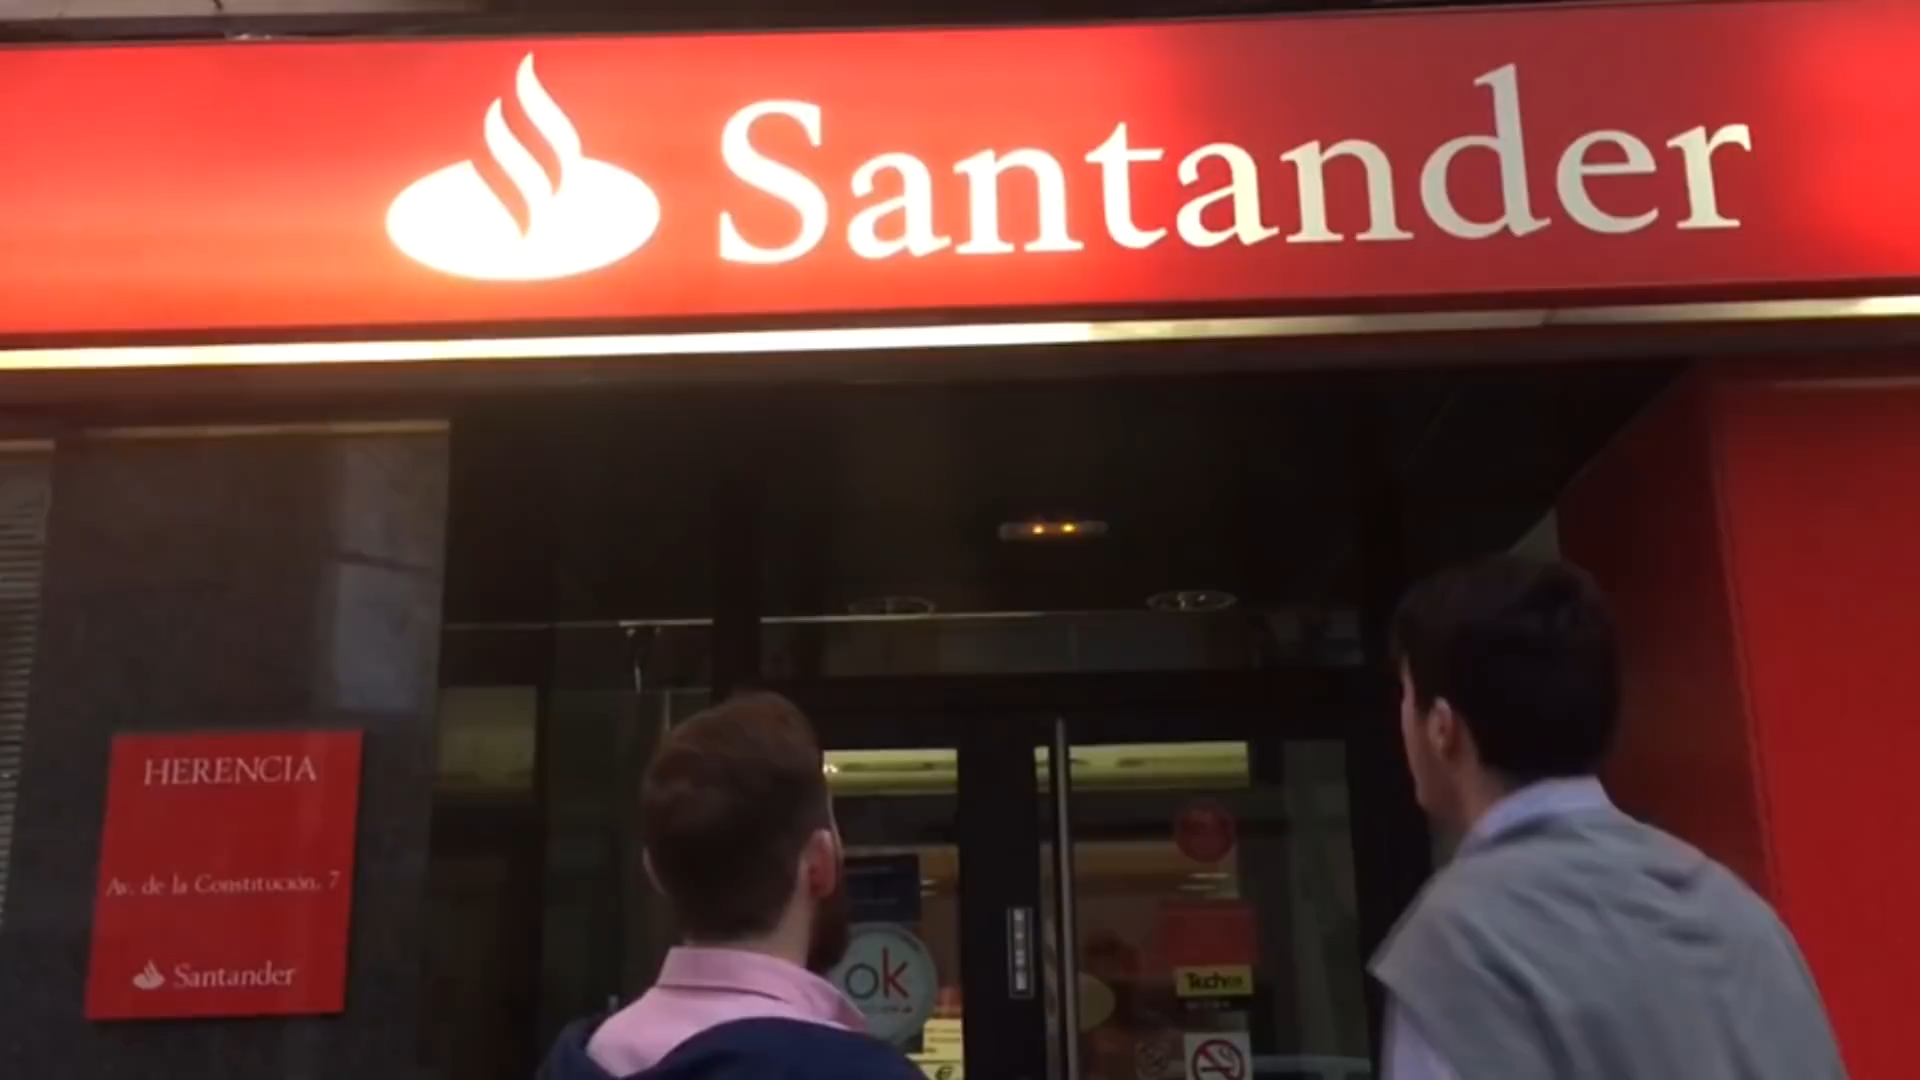 Santander
HERENCIA
Av. de la Constitución, 7
Santander
ok